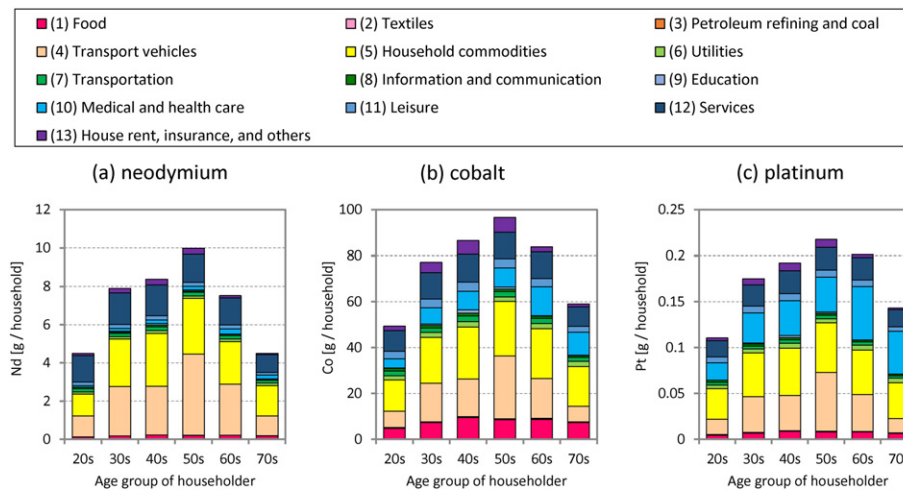 (1) Food (2) Textiles (3) Petroleum refining and coal
(4) Transport vehicles (5) Household commodities (6) Utilities
(7) Transportation (8) Information and communication (9) Education
(10) Medical and health care (11) Leisure (12) Services
(13) House rent, insurance, and others
(a) neodymium (b) cobalt (c) platinum
Nd [g / household]
12
10
8
6
4
2
0
20s 30s 40s 50s 60s 70s
Age group of householder
Co [g / household]
100
80
60
40
20
0
20s 30s 40s 50s 60s 70s
Age group of householder
Pt [g / household]
0.2
0.15
0.1
0.05
0
20s 30s 40s 50s 60s 70s
Age group of householder